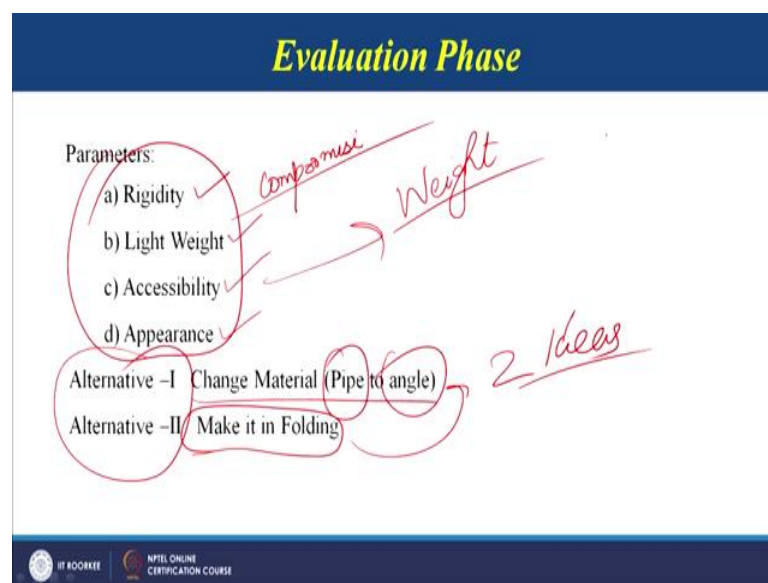 Evaluation Phase
Parameters:
a) Rigidity
compromise
b) Light Weight
Weight
c) Accessibility
d) Appearance
Alternative –I Change Material (Pipe to angle)
2 Ideas
Alternative –II Make it in Folding
IIT ROORKEE
NPTEL ONLINE
CERTIFICATION COURSE